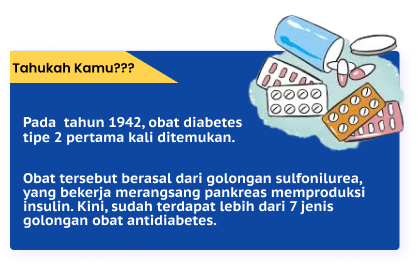 Tahukah Kamu???
Pada tahun 1942, obat diabetes
tipe 2 pertama kali ditemukan.
Obat tersebut berasal dari golongan sulfonilurea,
yang bekerja merangsang pankreas memproduksi
insulin. Kini, sudah terdapat lebih dari 7 jenis
golongan obat antidiabetes.